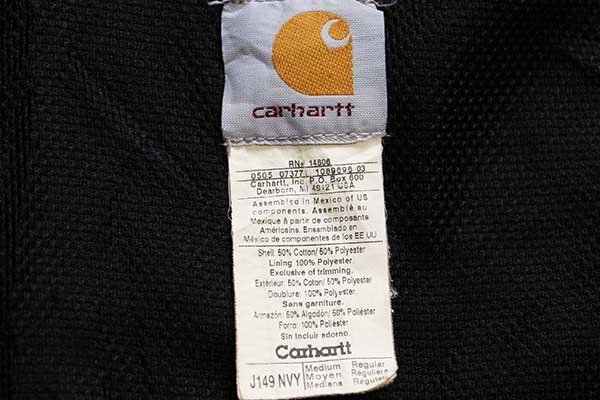 carhartt
RN# 14806
0505 07377 1089698 03
Carhartt, Inc. P.O. Box 600
Dearborn, MI 48121 USA
Assembled in Mexico of US
components. Assemblé au
Mexique à partir de composants
Américains. Ensamblado en
México de componentes de los EE.UU
Shell: 50% Cotton/ 50% Polyester
Lining 100% Polyester.
Exclusive of trimming.
Extérieur: 50% Coton/ 50% Polyester
Doublure: 100% Polyester.
Sans garniture.
Armazón: 50% Algodón/ 50% Poliéster
Forro: 100% Poliester.
Sin incluir adorno.
Carhartt
J149 NVY
Medium Regular
Moyen Régulière
Mediana Regular